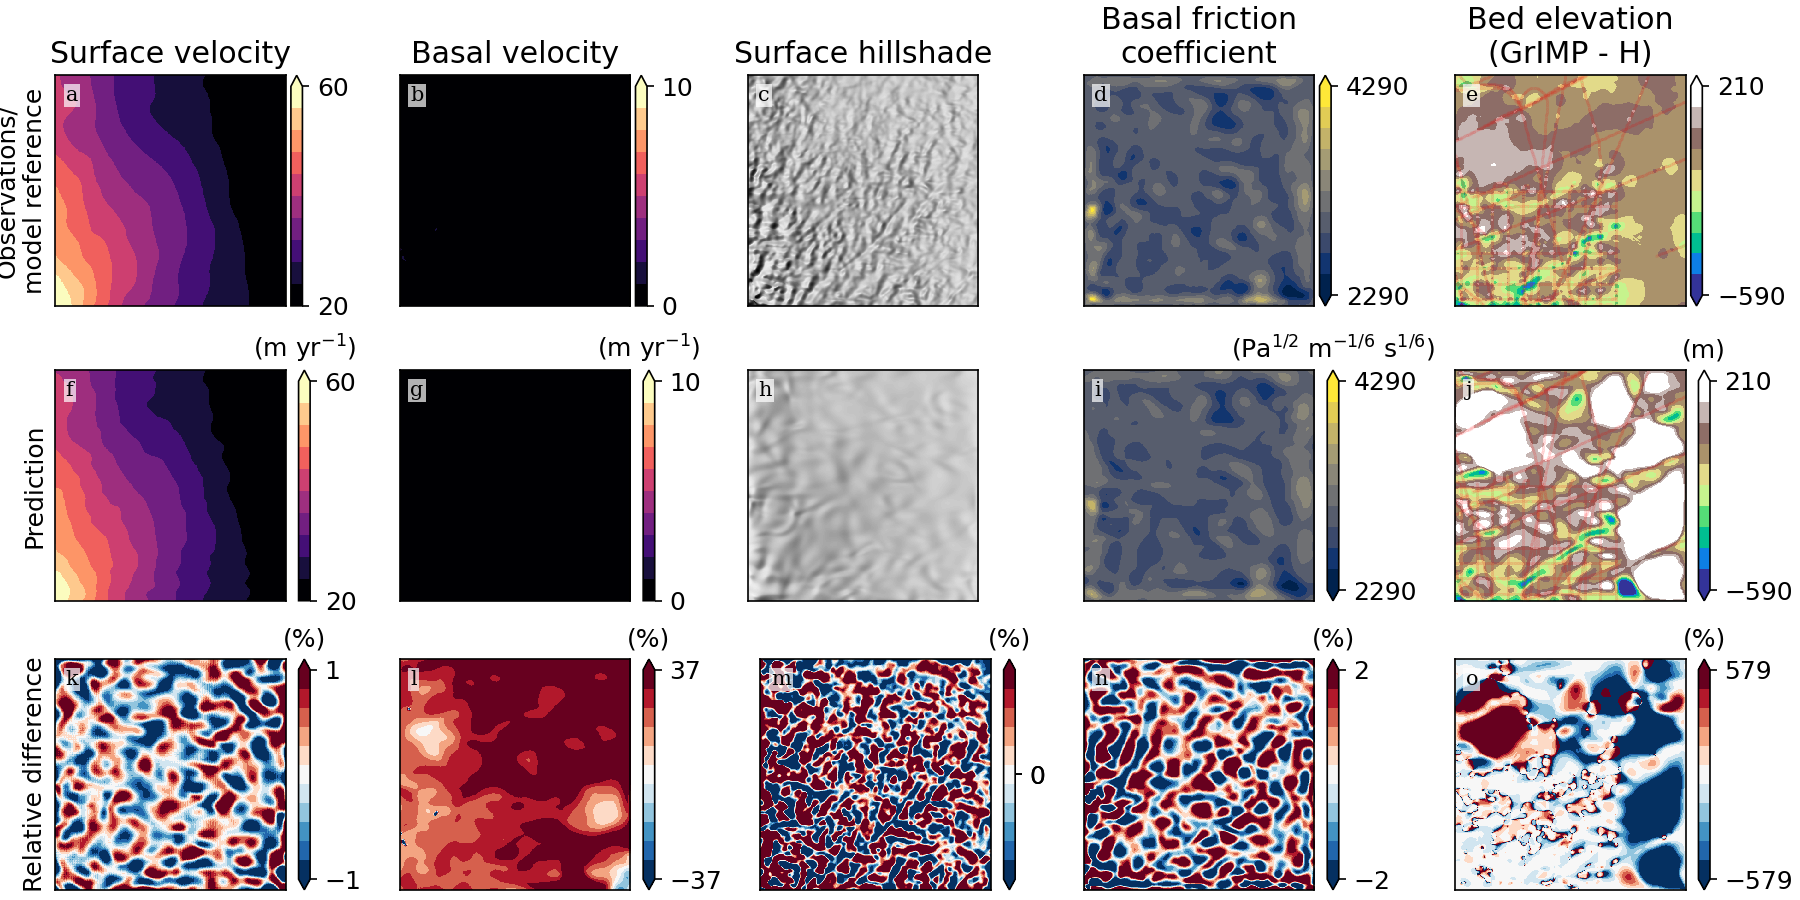 Surface velocity
Basal velocity
Surface hillshade
Basal friction
coefficient
Bed elevation
(GrIMP - H)
Observations/
model reference
a
60
20
b
10
0
c
d
4290
2290
e
210
−590
(m yr⁻¹)
(m yr⁻¹)
(Pa¹/² m⁻¹/⁶ s¹/⁶)
(m)
Prediction
f
60
20
g
10
0
h
i
4290
2290
j
210
−590
(%)
(%)
(%)
(%)
(%)
Relative difference
k
1
−1
l
37
−37
m
0
n
2
−2
o
579
−579